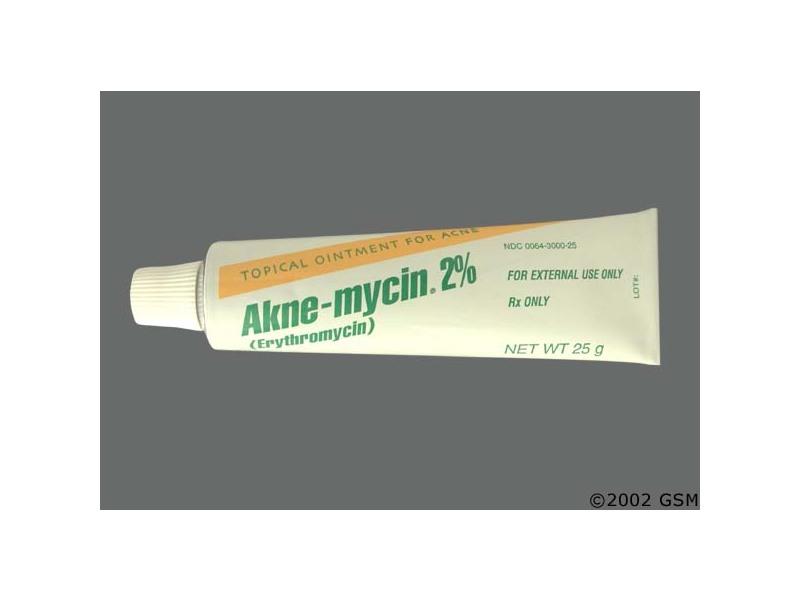 TOPICAL OINTMENT FOR ACNE
Akne-mycin® 2%
(Erythromycin)
NDC 0064-3000-25
FOR EXTERNAL USE ONLY
Rx ONLY
LOT#:
NET WT 25 g
©2002 GSM